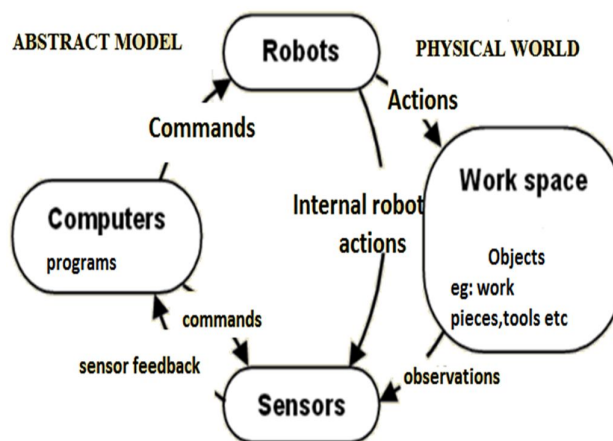 ABSTRACT MODEL
Robots
PHYSICAL WORLD
Actions
Commands
Work space
Internal robot
actions
Computers
programs
Objects
eg: work
pieces,tools etc
commands
sensor feedback
observations
Sensors